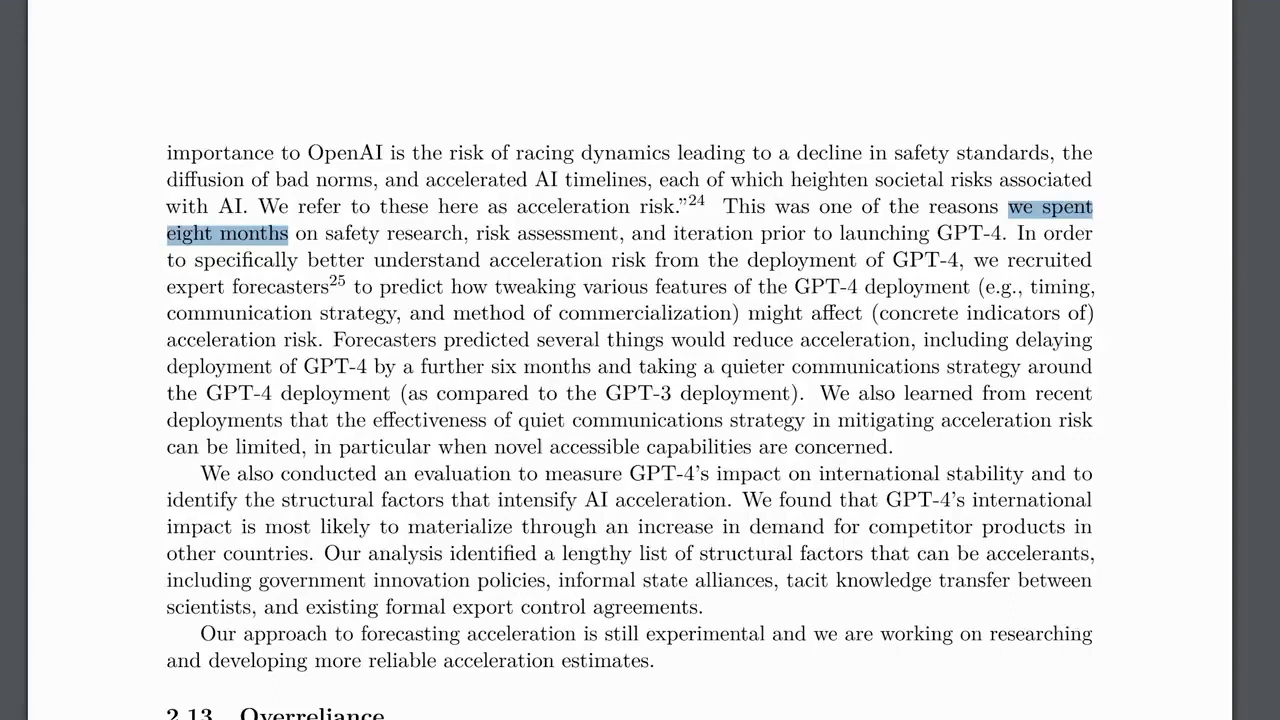 importance to OpenAI is the risk of racing dynamics leading to a decline in safety standards, the
diffusion of bad norms, and accelerated AI timelines, each of which heighten societal risks associated
with AI. We refer to these here as acceleration risk.”24 This was one of the reasons we spent
eight months on safety research, risk assessment, and iteration prior to launching GPT-4. In order
to specifically better understand acceleration risk from the deployment of GPT-4, we recruited
expert forecasters25 to predict how tweaking various features of the GPT-4 deployment (e.g., timing,
communication strategy, and method of commercialization) might affect (concrete indicators of)
acceleration risk. Forecasters predicted several things would reduce acceleration, including delaying
deployment of GPT-4 by a further six months and taking a quieter communications strategy around
the GPT-4 deployment (as compared to the GPT-3 deployment). We also learned from recent
deployments that the effectiveness of quiet communications strategy in mitigating acceleration risk
can be limited, in particular when novel accessible capabilities are concerned.
We also conducted an evaluation to measure GPT-4’s impact on international stability and to
identify the structural factors that intensify AI acceleration. We found that GPT-4’s international
impact is most likely to materialize through an increase in demand for competitor products in
other countries. Our analysis identified a lengthy list of structural factors that can be accelerants,
including government innovation policies, informal state alliances, tacit knowledge transfer between
scientists, and existing formal export control agreements.
Our approach to forecasting acceleration is still experimental and we are working on researching
and developing more reliable acceleration estimates.
2.13 Overreliance